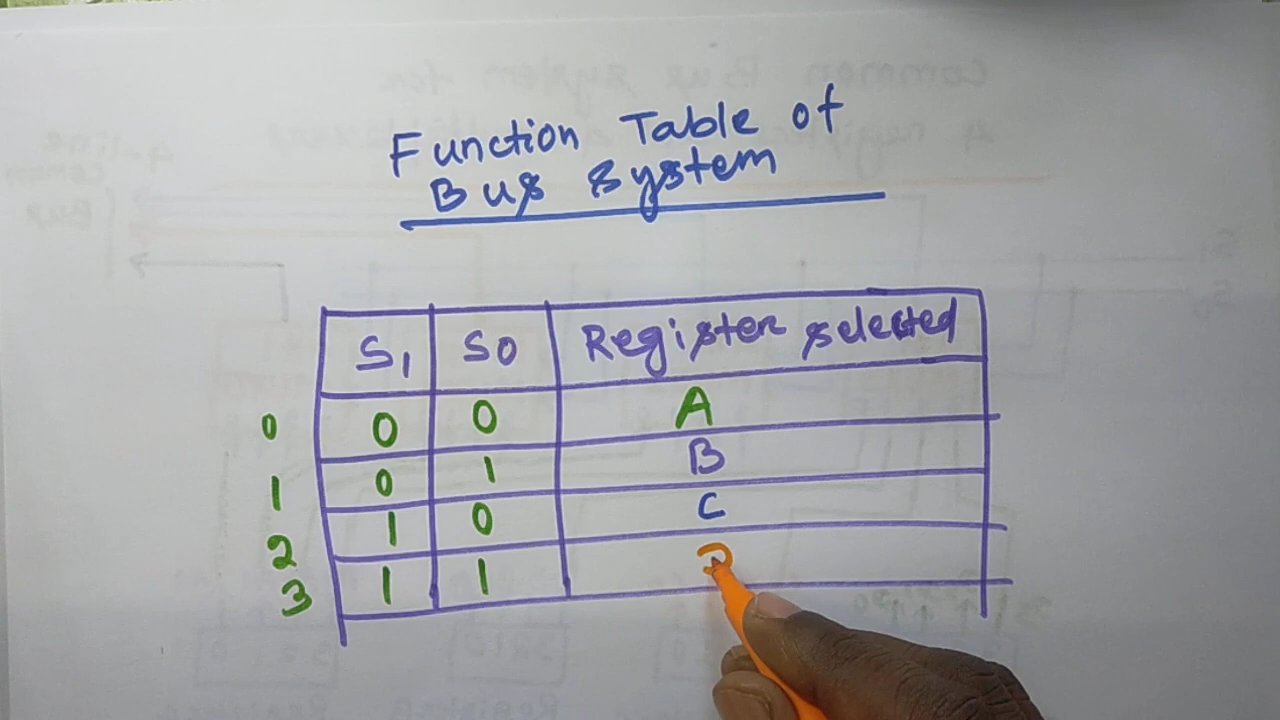 Function Table of
Bus system
S1 S0 Register selected
0 0 0 A
1 0 1 B
2 1 0 C
3 1 1 D